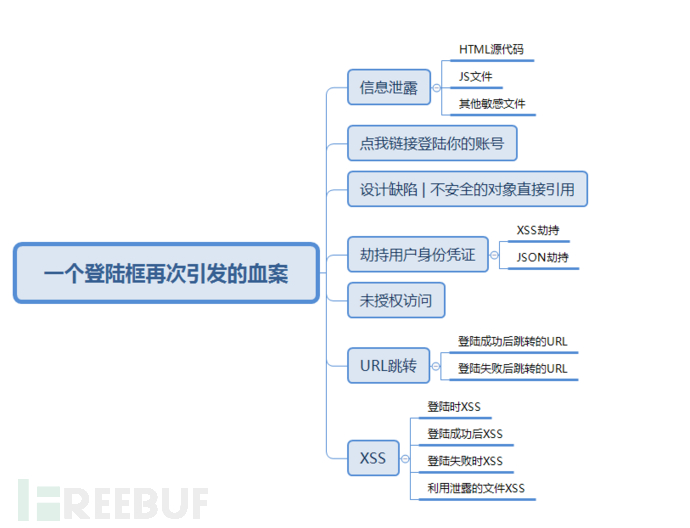 一个登陆框再次引发的血案
信息泄露
HTML源代码
JS文件
其他敏感文件
点我链接登陆你的账号
设计缺陷 | 不安全的对象直接引用
劫持用户身份凭证
XSS劫持
JSON劫持
未授权访问
URL跳转
登陆成功后跳转的URL
登陆失败后跳转的URL
XSS
登陆时XSS
登陆成功后XSS
登陆失败时XSS
利用泄露的文件XSS
FREEBUF